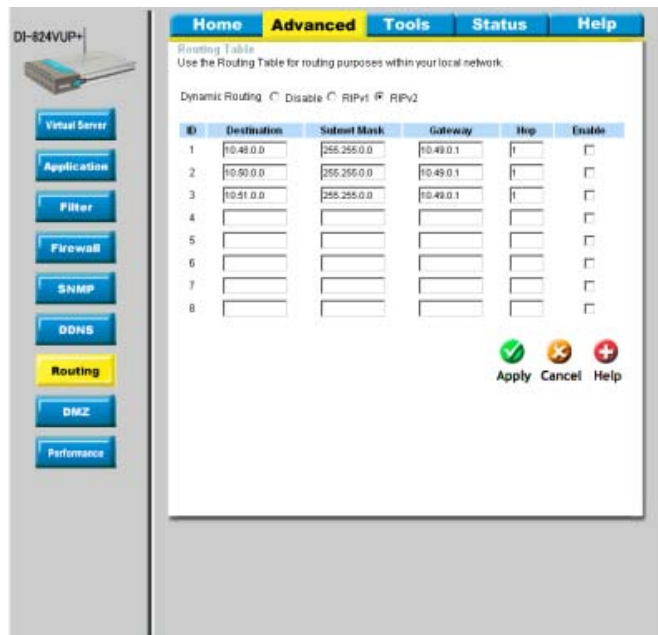 DI-824VUP+
Home Advanced Tools Status Help
Routing Table
Use the Routing Table for routing purposes within your local network.
Dynamic Routing Disable RIPv1 RIPv2
ID Destination Subnet Mask Gateway Hop Enable
1 10.48.0.0 255.255.0.0 10.49.0.1 1
2 10.50.0.0 255.255.0.0 10.49.0.1 1
3 10.51.0.0 255.255.0.0 10.49.0.1 1
4
5
6
7
8
Apply Cancel Help
Virtual Server
Application
Filter
Firewall
SNMP
DDNS
Routing
DMZ
Performance